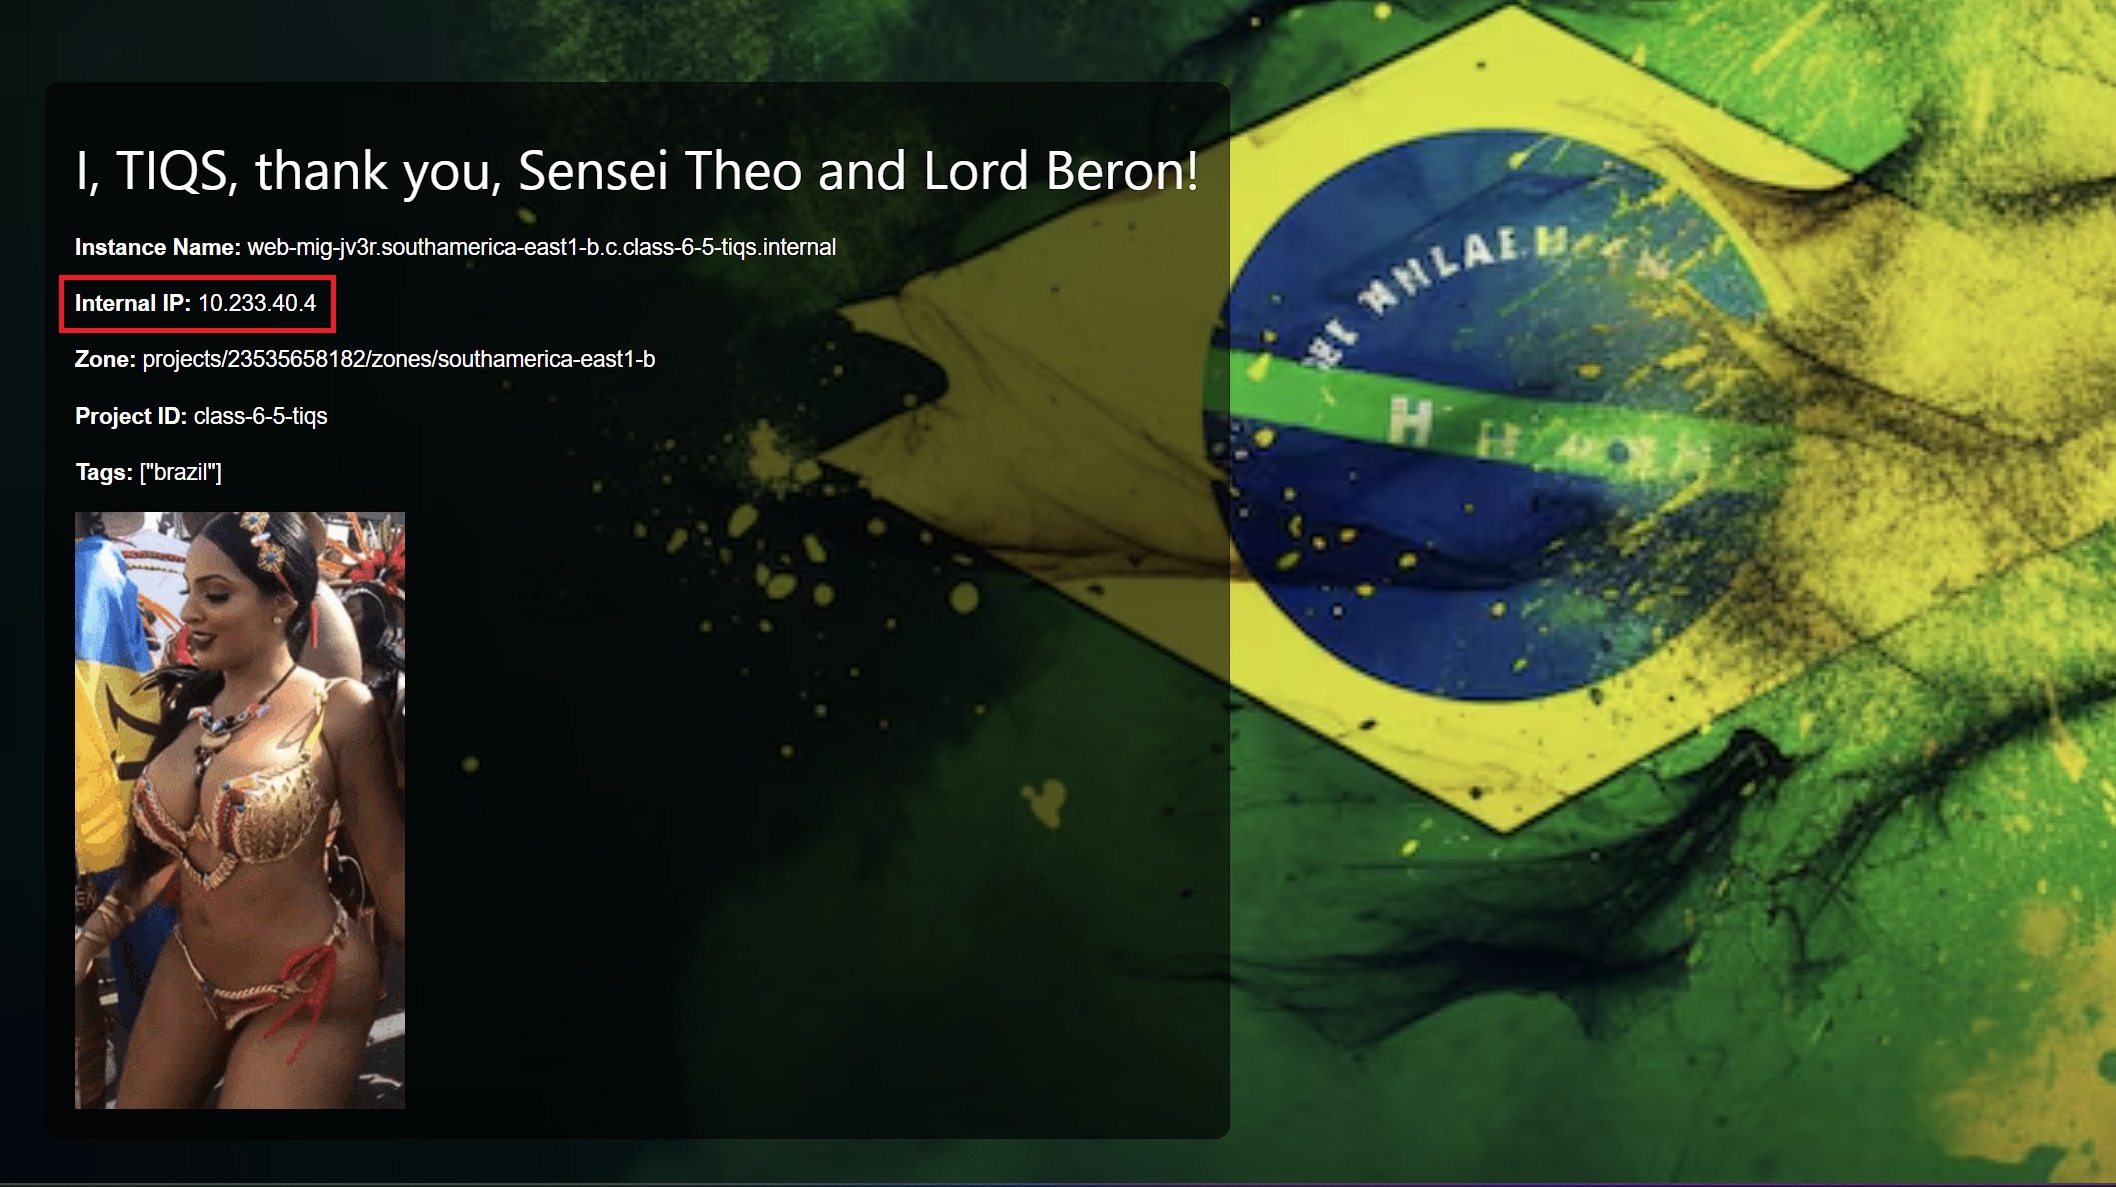 I, TIQS, thank you, Sensei Theo and Lord Beron!
Instance Name: web-mig-jv3r.southamerica-east1-b.c.class-6-5-tiqs.internal
Internal IP: 10.233.40.4
Zone: projects/23535658182/zones/southamerica-east1-b
Project ID: class-6-5-tiqs
Tags: ["brazil"]